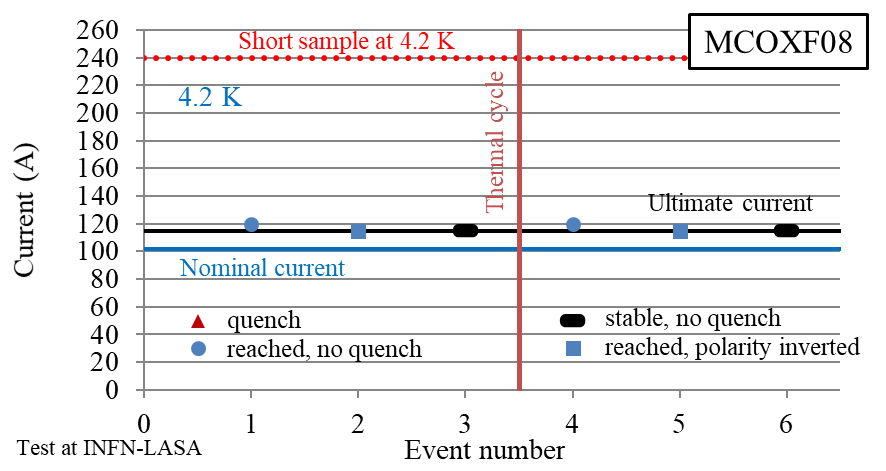 MCOXF08
Short sample at 4.2 K
4.2 K
Thermal cycle
Ultimate current
Nominal current
quench
stable, no quench
reached, no quench
reached, polarity inverted
Current (A)
260
240
220
200
180
160
140
120
100
80
60
40
20
0
0 1 2 3 4 5 6
Event number
Test at INFN-LASA